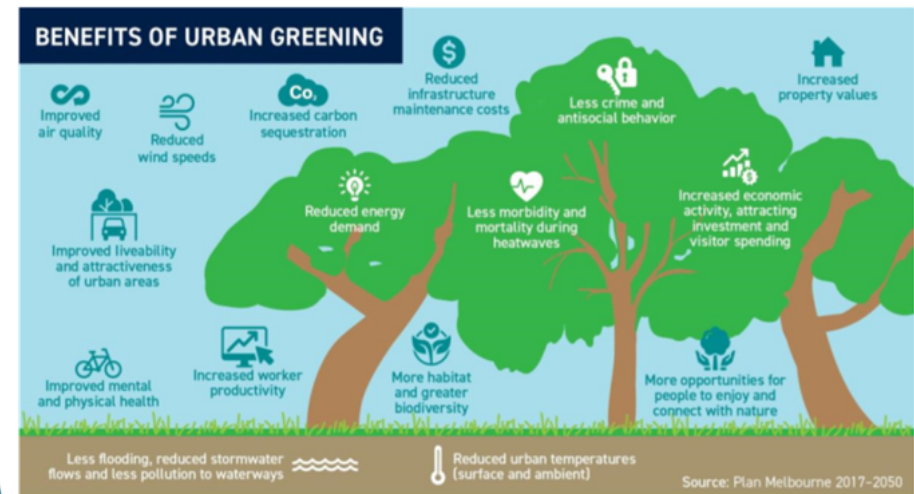 BENEFITS OF URBAN GREENING
Improved
air quality
Reduced
wind speeds
Co₂
Increased carbon
sequestration
$
Reduced
infrastructure
maintenance costs
Less crime and
antisocial behavior
Increased
property values
Improved liveability
and attractiveness
of urban areas
Reduced energy
demand
Less morbidity and
mortality during
heatwaves
$
Increased economic
activity, attracting
investment and
visitor spending
Improved mental
and physical health
Increased worker
productivity
More habitat
and greater
biodiversity
More opportunities for
people to enjoy and
connect with nature
Less flooding, reduced stormwater
flows and less pollution to waterways
Reduced urban temperatures
(surface and ambient)
Source: Plan Melbourne 2017–2050